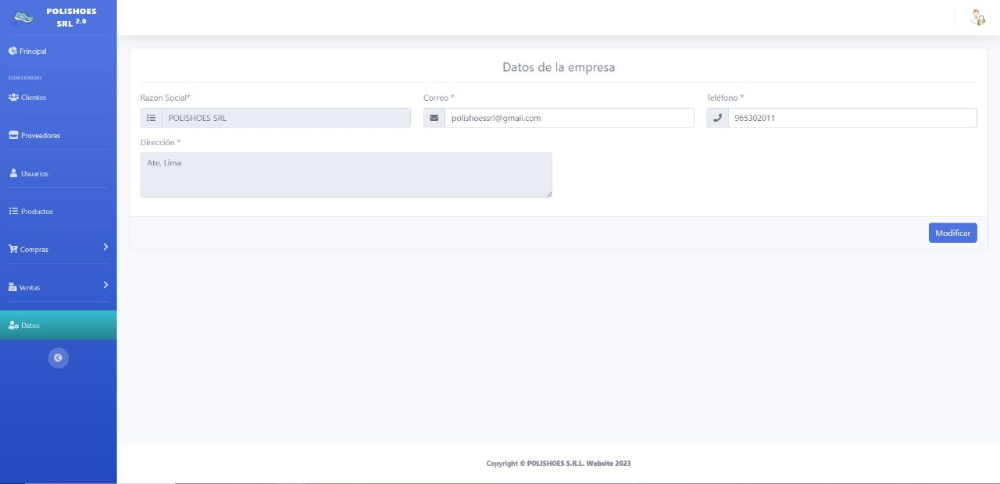 POLISHOES
SRL 2.0
Principal
CONTENIDO
Clientes
Proveedores
Usuarios
Productos
Compras
Ventas
Datos
Datos de la empresa
Razon Social* Correo * Teléfono *
POLISHOES SRL polishoessrl@gmail.com 965302011
Dirección *
Ate, Lima
Modificar
Copyright © POLISHOES S.R.L. Website 2023